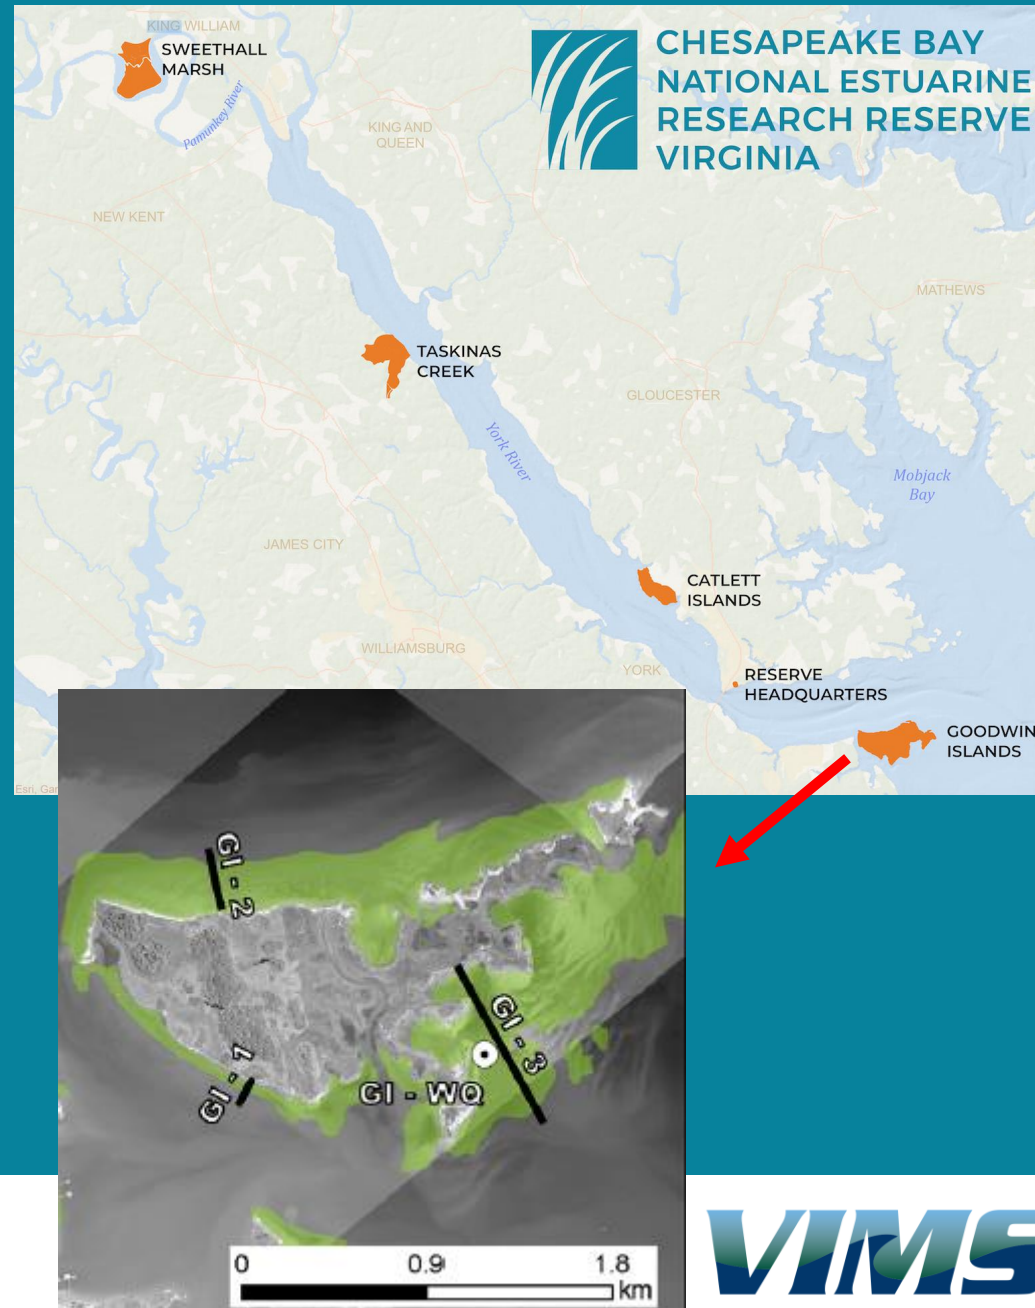 KING WILLIAM
SWEETHALL
MARSH
CHESAPEAKE BAY
NATIONAL ESTUARINE
RESEARCH RESERVE
VIRGINIA
Pamunkey River
KING AND
QUEEN
NEW KENT
MATHEWS
TASKINAS
CREEK
GLOUCESTER
York River
Mobjack
Bay
JAMES CITY
CATLETT
ISLANDS
WILLIAMSBURG
YORK
RESERVE
HEADQUARTERS
GOODWIN
ISLANDS
Esri, Gar
GI - 2
GI - 3
GI - 1
GI - WQ
0 0.9 1.8
km
VIMS